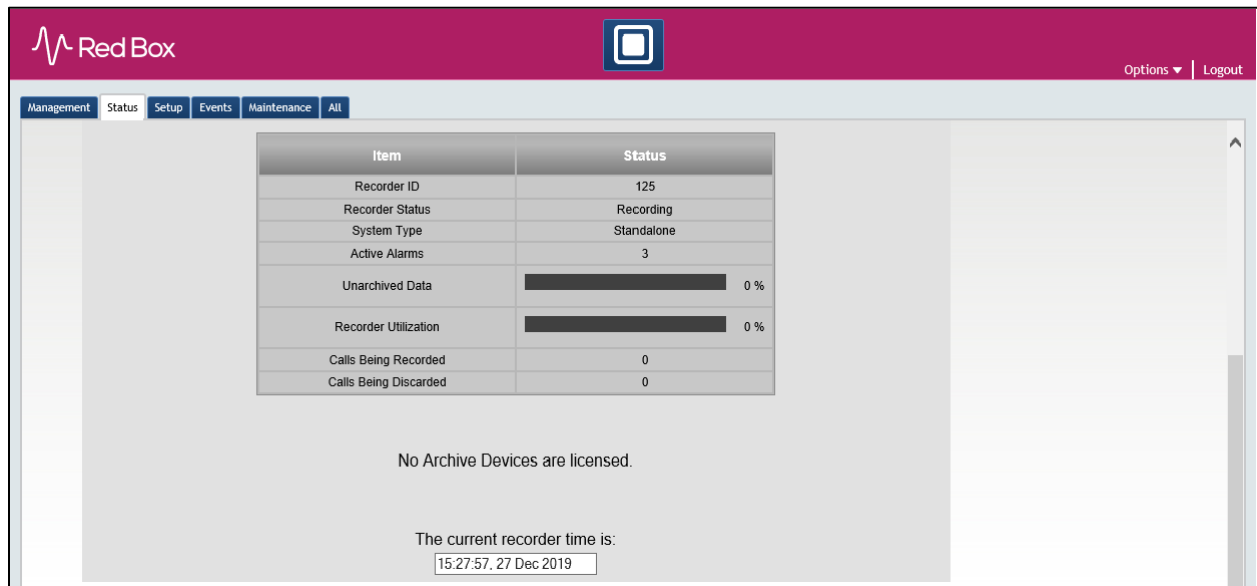 Red Box
Options Logout
Management Status Setup Events Maintenance All
Item Status
Recorder ID 125
Recorder Status Recording
System Type Standalone
Active Alarms 3
Unarchived Data 0 %
Recorder Utilization 0 %
Calls Being Recorded 0
Calls Being Discarded 0
No Archive Devices are licensed.
The current recorder time is:
15:27:57, 27 Dec 2019